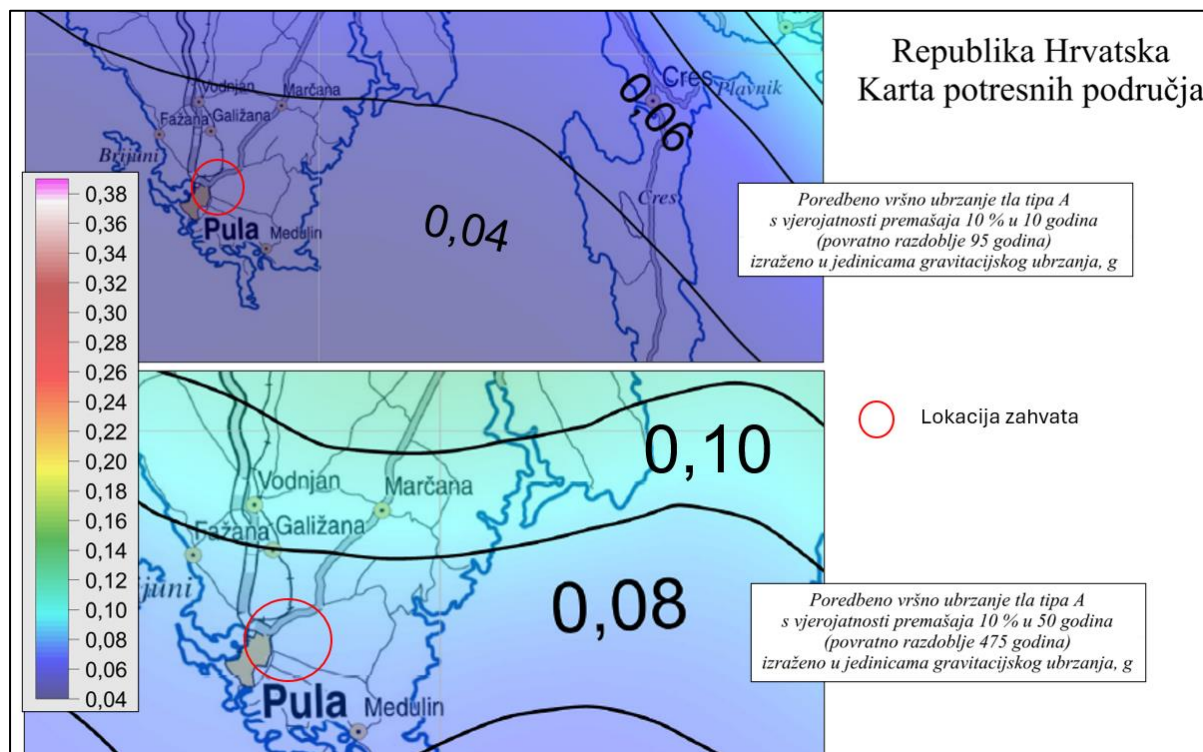 Republika Hrvatska
Karta potresnih područja
Cres
Plavnik
0,06
Vodnjan
Marčana
Fažana
Galižana
Brijuni
Cres
0,04
Pula
Medulin
Poredbeno vršno ubrzanje tla tipa A
s vjerojatnosti premašaja 10 % u 10 godina
(povratno razdoblje 95 godina)
izraženo u jedinicama gravitacijskog ubrzanja, g
0,38
0,36
0,34
0,32
0,30
0,28
0,26
0,24
0,22
0,20
0,18
0,16
0,14
0,12
0,10
0,08
0,06
0,04
Lokacija zahvata
0,10
Vodnjan
Marčana
Fažana
Galižana
ijuni
0,08
Pula
Medulin
Poredbeno vršno ubrzanje tla tipa A
s vjerojatnosti premašaja 10 % u 50 godina
(povratno razdoblje 475 godina)
izraženo u jedinicama gravitacijskog ubrzanja, g